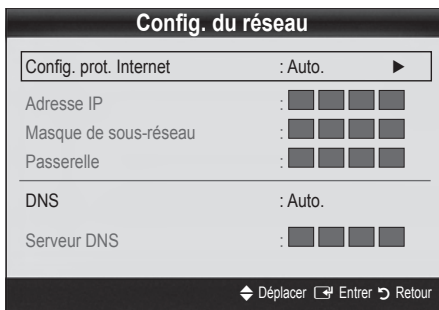 Config. du réseau
Config. prot. Internet : Auto. ▶
Adresse IP :
Masque de sous-réseau :
Passerelle :
DNS : Auto.
Serveur DNS :
Déplacer Entrer Retour